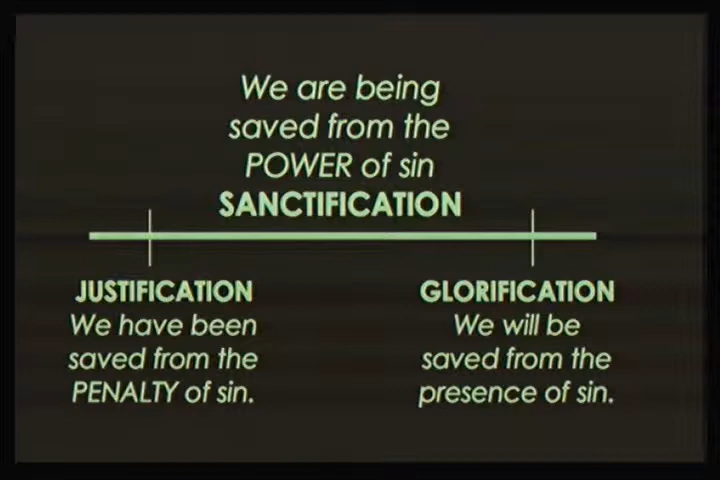 We are being
saved from the
POWER of sin
SANCTIFICATION
JUSTIFICATION
We have been
saved from the
PENALTY of sin.
GLORIFICATION
We will be
saved from the
presence of sin.